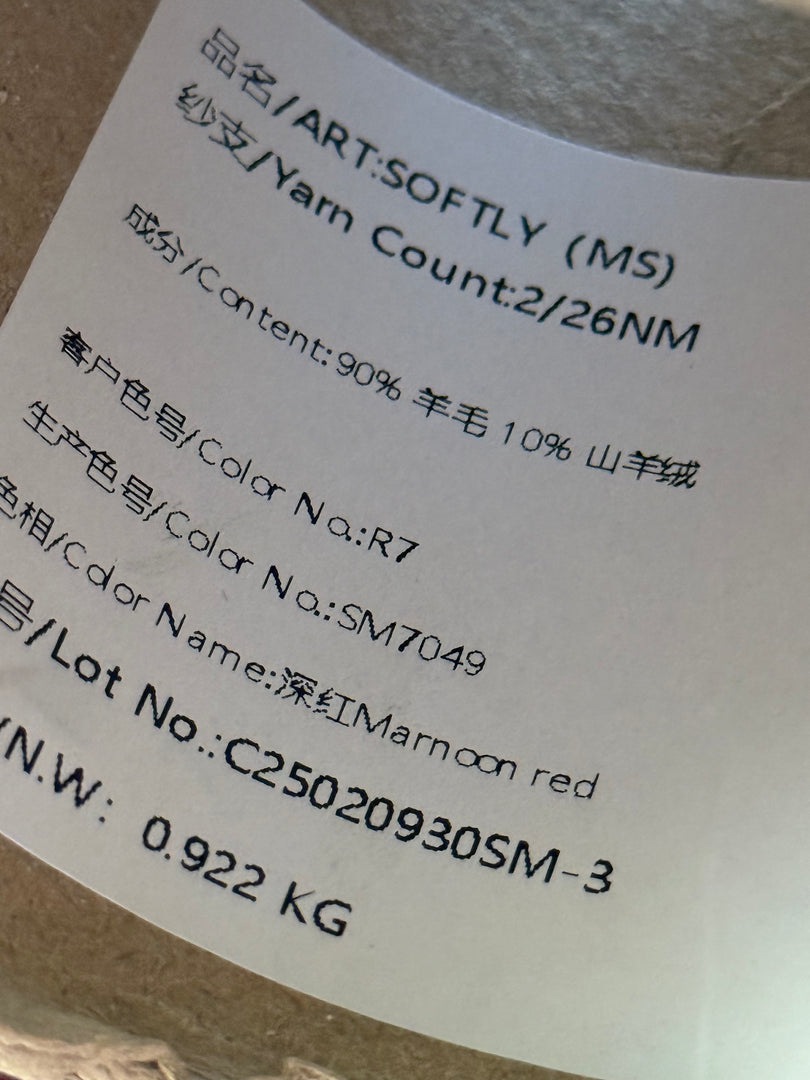 品名/ART:SOFTLY (MS)
纱支/Yarn Count:2/26NM
成分/Content:90% 羊毛 10% 山羊绒
客户色号/Color No.:R7
生产色号/Color No.:SM7049
色相/Color Name:深红Marnoon red
号/Lot No.:C25020930SM-3
/N.W: 0.922 KG